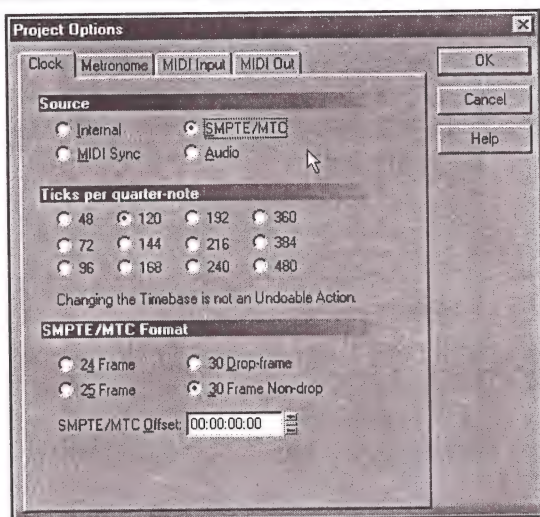 Project Options
Clock Metronome MIDI Input MIDI Out
OK
Cancel
Help
Source
Internal SMPTE/MTC
MIDI Sync Audio
Ticks per quarter-note
48 120 192 360
72 144 216 384
96 168 240 480
Changing the Timebase is not an Undoable Action.
SMPTE/MTC Format
24 Frame 30 Drop-frame
25 Frame 30 Frame Non-drop
SMPTE/MTC Offset: 00:00:00:00